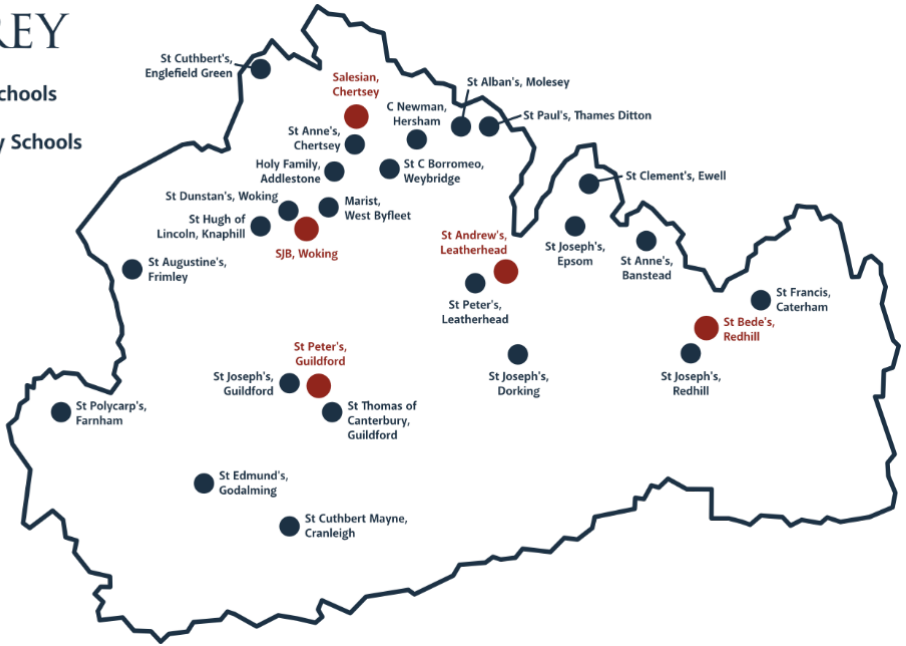 REY
chools
y Schools
St Cuthbert's,
Englefield Green
Salesian,
Chertsey
St Alban's, Molesey
C Newman,
Hersham
St Paul's, Thames Ditton
St Anne's,
Chertsey
Holy Family,
Addlestone
St C Borromeo,
Weybridge
St Clement's, Ewell
St Dunstan's, Woking
Marist,
West Byfleet
St Hugh of
Lincoln, Knaphill
SJB, Woking
St Andrew's,
Leatherhead
St Joseph's,
Epsom
St Anne's,
Banstead
St Augustine's,
Frimley
St Peter's,
Leatherhead
St Francis,
Caterham
St Bede's,
Redhill
St Peter's,
Guildford
St Joseph's,
Guildford
St Joseph's,
Dorking
St Joseph's,
Redhill
St Polycarp's,
Farnham
St Thomas of
Canterbury,
Guildford
St Edmund's,
Godalming
St Cuthbert Mayne,
Cranleigh